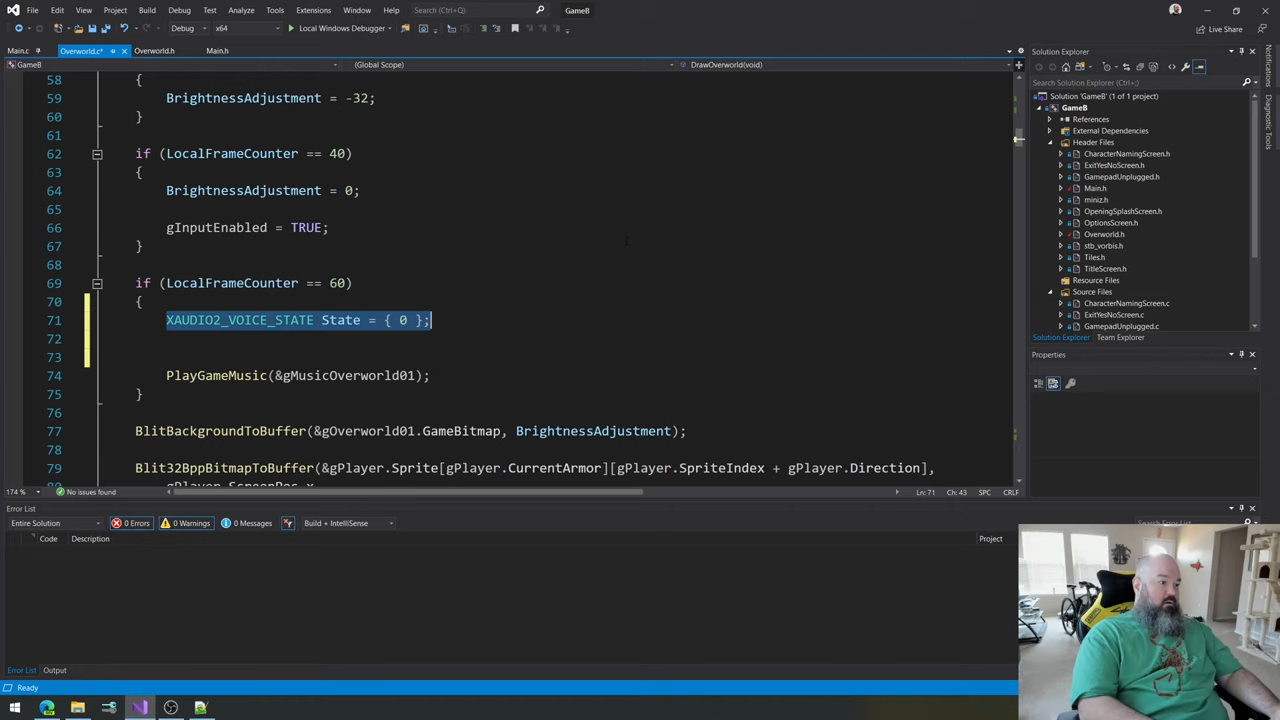 File Edit View Git Project Build Debug Test Analyze Tools Extensions Window Help Search (Ctrl+;) GameB
Debug x64 Local Windows Debugger Live Share
Main.c Overworld.c* Overworld.h Main.h
GameB (Global Scope) DrawOverworld(void)
58 {
59 BrightnessAdjustment = -32;
60 }
61
62 if (LocalFrameCounter == 40)
63 {
64 BrightnessAdjustment = 0;
65
66 gInputEnabled = TRUE;
67 }
68
69 if (LocalFrameCounter == 60)
70 {
71 XAUDIO2_VOICE_STATE State = { 0 };
72
73
74 PlayGameMusic(&gMusicOverworld01);
75 }
76
77 BlitBackgroundToBuffer(&gOverworld01.GameBitmap, BrightnessAdjustment);
78
79 Blit32BppBitmapToBuffer(&gPlayer.Sprite[gPlayer.CurrentArmor][gPlayer.SpriteIndex + gPlayer.Direction],
gPlayer.ScreenPos.x
174 % No issues found Ln: 71 Ch: 43 SPC CRLF
Error List
Entire Solution 0 Errors 0 Warnings 0 Messages Build + IntelliSense
Code Description Project
Error List Output
Ready
Solution Explorer
Search Solution Explorer (Ctrl+;)
Solution 'GameB' (1 of 1 project)
GameB
References
External Dependencies
Header Files
CharacterNamingScreen.h
ExitYesNoScreen.h
GamepadUnplugged.h
Main.h
miniz.h
OpeningSplashScreen.h
OptionsScreen.h
Overworld.h
stb_vorbis.h
Tiles.h
TitleScreen.h
Resource Files
Source Files
CharacterNamingScreen.c
ExitYesNoScreen.c
GamepadUnplugged.c
Solution Explorer Team Explorer
Properties
Notifications
Diagnostic Tools